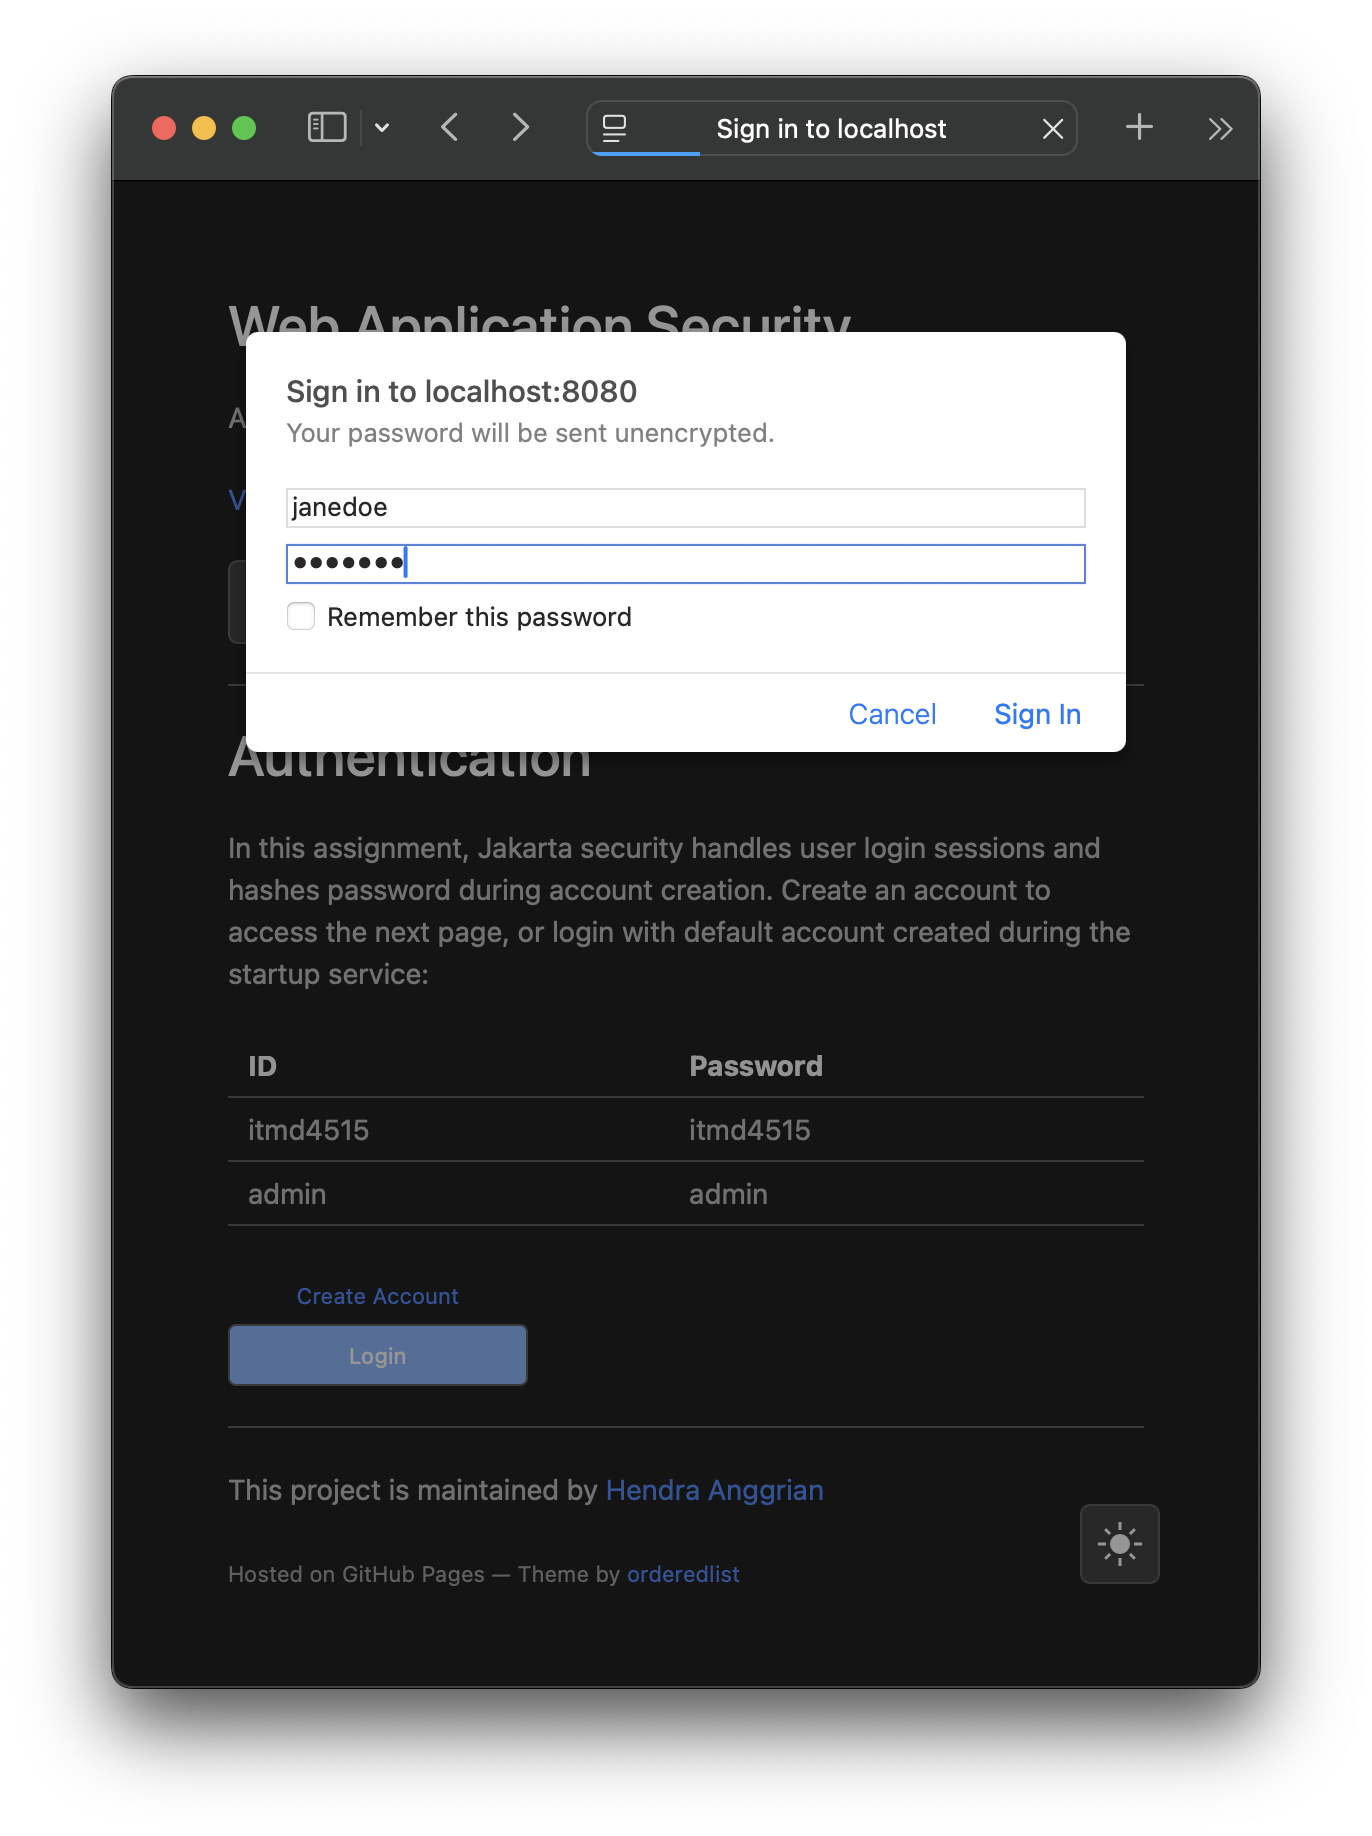 Sign in to localhost
Web Application Security
Sign in to localhost:8080
Your password will be sent unencrypted.
janedoe
•••••••
Remember this password
Cancel Sign In
Authentication
In this assignment, Jakarta security handles user login sessions and
hashes password during account creation. Create an account to
access the next page, or login with default account created during the
startup service:
ID Password
itmd4515 itmd4515
admin admin
Create Account
Login
This project is maintained by Hendra Anggrian
Hosted on GitHub Pages — Theme by orderedlist